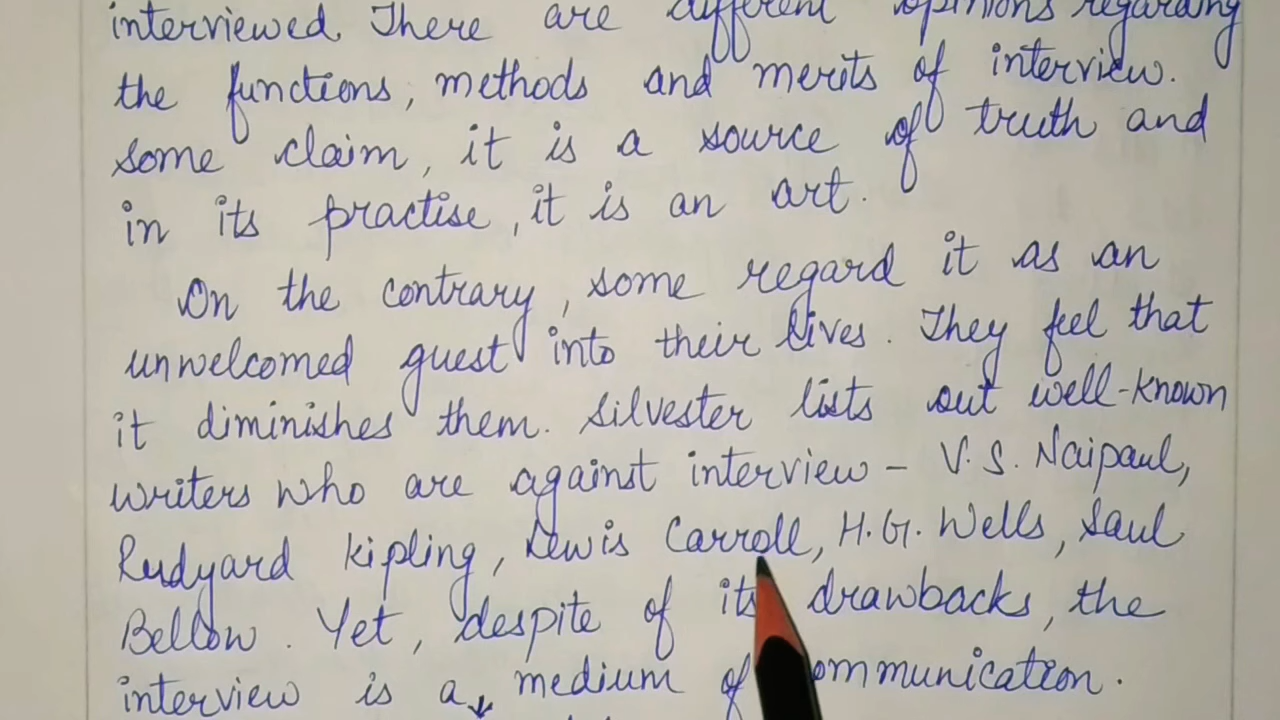 interviewed. There are different opinions regarding
the functions, methods and merits of interview.
some claim, it is a source of truth and
in its practise, it is an art.
On the contrary, some regard it as an
unwelcomed guest into their lives. They feel that
it diminishes them. Silvester lists out well-known
writers who are against interview - V.S. Naipaul,
Rudyard Kipling, Lewis Carroll, H.G. Wells, Saul
Bellow. Yet, despite of its drawbacks, the
interview is a medium of communication.